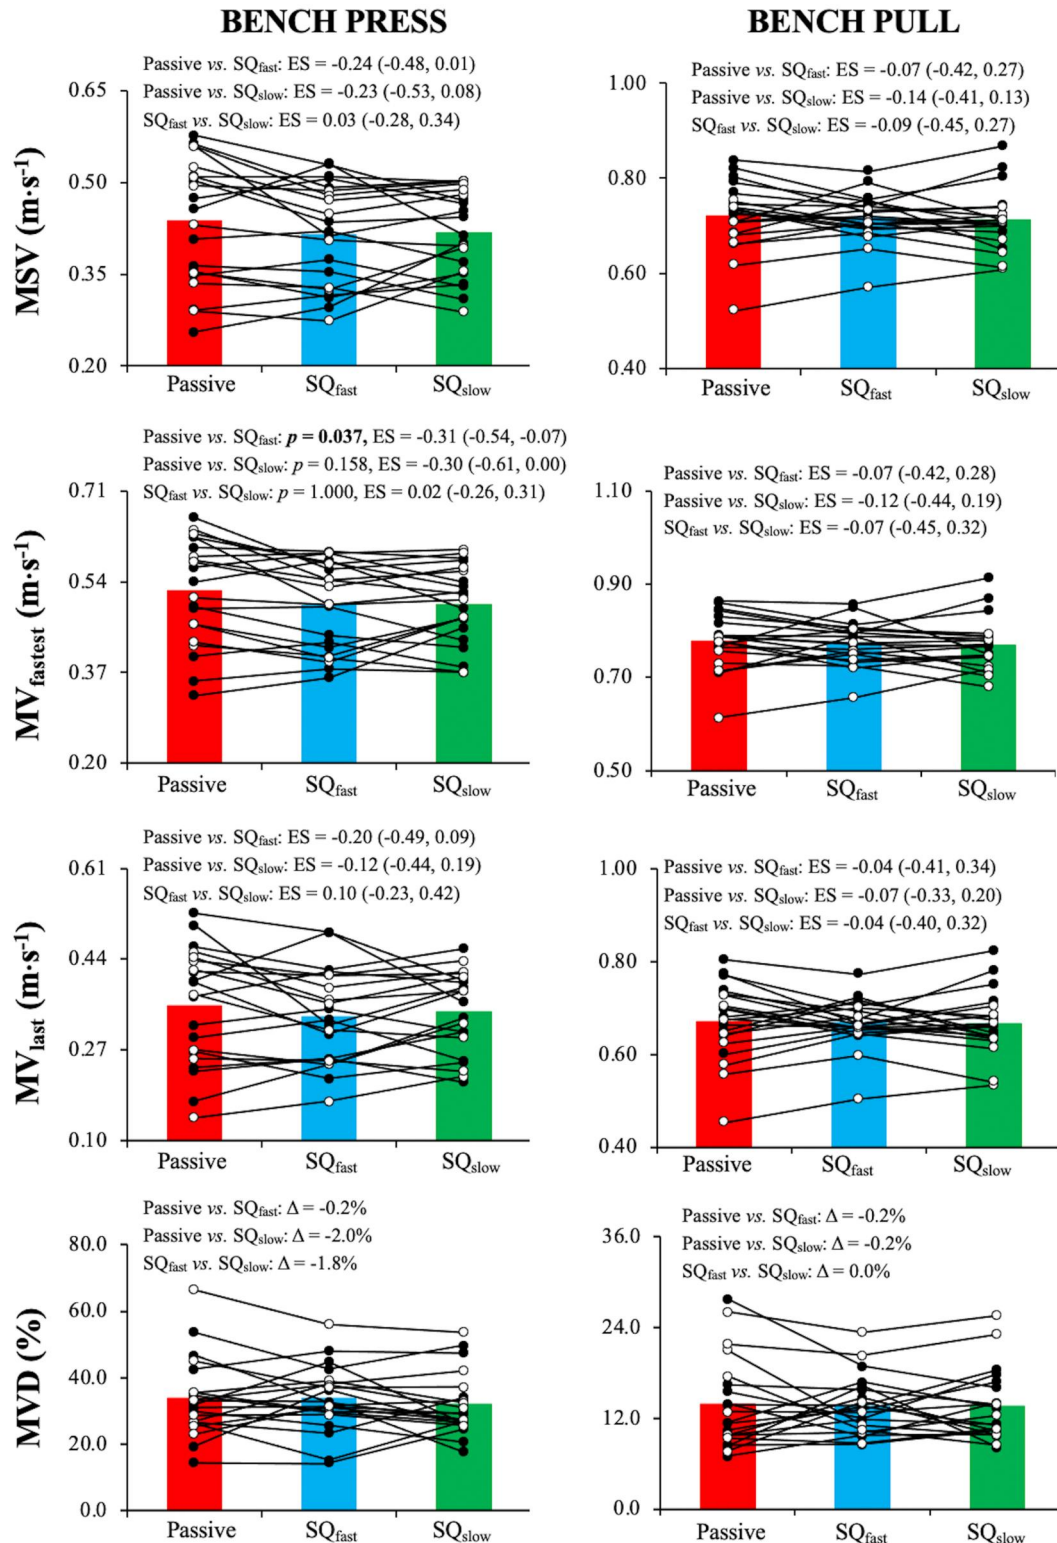 BENCH PRESS
BENCH PULL
MSV (m·s⁻¹)
Passive vs. SQfast: ES = -0.24 (-0.48, 0.01)
Passive vs. SQslow: ES = -0.23 (-0.53, 0.08)
SQfast vs. SQslow: ES = 0.03 (-0.28, 0.34)
0.65
0.50
0.35
0.20
Passive SQfast SQslow
Passive vs. SQfast: ES = -0.07 (-0.42, 0.27)
Passive vs. SQslow: ES = -0.14 (-0.41, 0.13)
SQfast vs. SQslow: ES = -0.09 (-0.45, 0.27)
1.00
0.80
0.60
0.40
Passive SQfast SQslow
MVfastest (m·s⁻¹)
Passive vs. SQfast: p = 0.037, ES = -0.31 (-0.54, -0.07)
Passive vs. SQslow: p = 0.158, ES = -0.30 (-0.61, 0.00)
SQfast vs. SQslow: p = 1.000, ES = 0.02 (-0.26, 0.31)
0.71
0.54
0.37
0.20
Passive SQfast SQslow
Passive vs. SQfast: ES = -0.07 (-0.42, 0.28)
Passive vs. SQslow: ES = -0.12 (-0.44, 0.19)
SQfast vs. SQslow: ES = -0.07 (-0.45, 0.32)
1.10
0.90
0.70
0.50
Passive SQfast SQslow
MVlast (m·s⁻¹)
Passive vs. SQfast: ES = -0.20 (-0.49, 0.09)
Passive vs. SQslow: ES = -0.12 (-0.44, 0.19)
SQfast vs. SQslow: ES = 0.10 (-0.23, 0.42)
0.61
0.44
0.27
0.10
Passive SQfast SQslow
Passive vs. SQfast: ES = -0.04 (-0.41, 0.34)
Passive vs. SQslow: ES = -0.07 (-0.33, 0.20)
SQfast vs. SQslow: ES = -0.04 (-0.40, 0.32)
1.00
0.80
0.60
0.40
Passive SQfast SQslow
MVD (%)
Passive vs. SQfast: Δ = -0.2%
Passive vs. SQslow: Δ = -2.0%
SQfast vs. SQslow: Δ = -1.8%
80.0
60.0
40.0
20.0
0.0
Passive SQfast SQslow
Passive vs. SQfast: Δ = -0.2%
Passive vs. SQslow: Δ = -0.2%
SQfast vs. SQslow: Δ = 0.0%
36.0
24.0
12.0
0.0
Passive SQfast SQslow